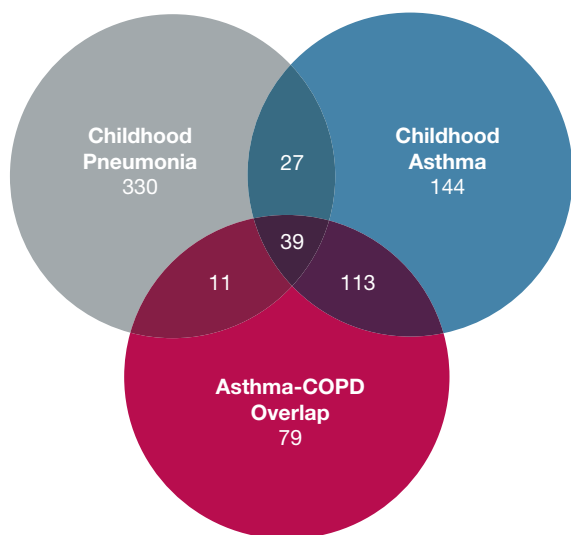 Childhood
Pneumonia
330
27
Childhood
Asthma
144
39
11
113
Asthma-COPD
Overlap
79